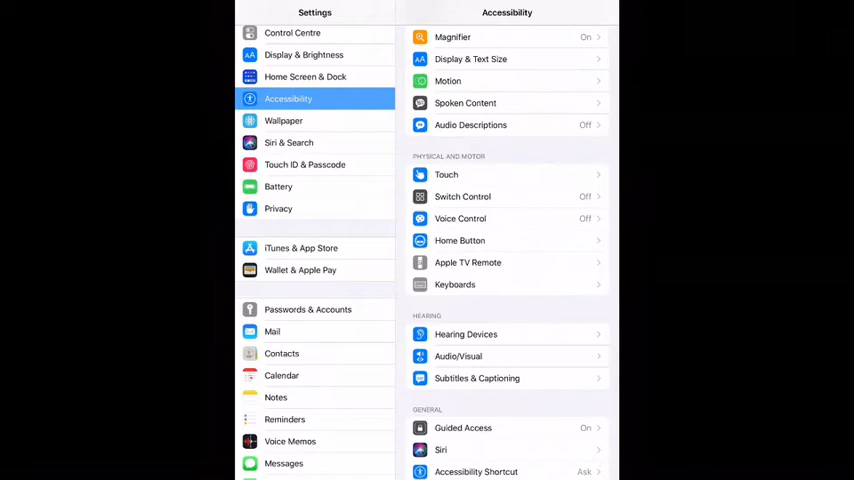 Settings
Control Centre
Display & Brightness
Home Screen & Dock
Accessibility
Wallpaper
Siri & Search
Touch ID & Passcode
Battery
Privacy
iTunes & App Store
Wallet & Apple Pay
Passwords & Accounts
Mail
Contacts
Calendar
Notes
Reminders
Voice Memos
Messages
Accessibility
Magnifier On
Display & Text Size
Motion
Spoken Content
Audio Descriptions Off
PHYSICAL AND MOTOR
Touch
Switch Control Off
Voice Control Off
Home Button
Apple TV Remote
Keyboards
HEARING
Hearing Devices
Audio/Visual
Subtitles & Captioning
GENERAL
Guided Access On
Siri
Accessibility Shortcut Ask